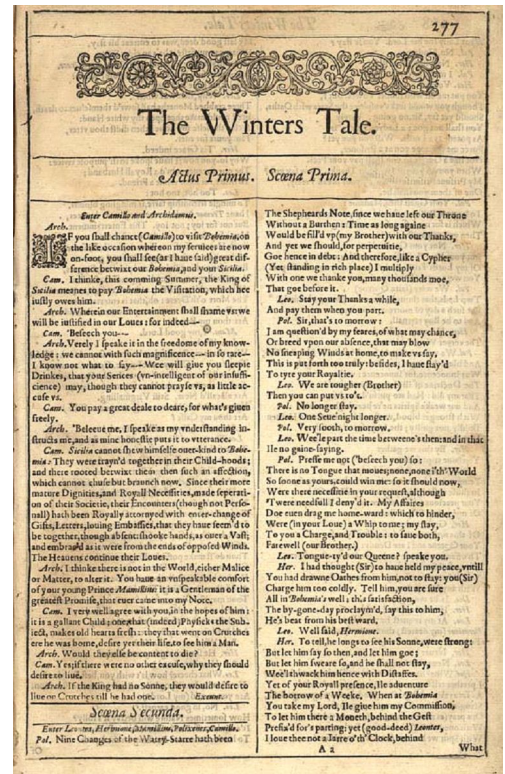 277
The Winters Tale.
Actus Primus. Scœna Prima.
Enter Camillo and Archidamus.
Arch.
IF you shall chance (Camillo) to visit Bohemia, on
the like occasion whereon my seruices are now
on-foot, you shall see (as I haue said) great dif-
ference betwixt our Bohemia, and your Sicilia.
Cam. I thinke, this comming Summer, the King of
Sicilia meanes to pay Bohemia the Visitation, which hee
iustly owes him.
Arch. Wherein our Entertainment shall shame vs: we
will be iustified in our Loues: for indeed---
Cam. 'Beseech you---
Arch. Verely I speake it in the freedome of my know-
ledge: we cannot with such magnificence--- in so rare---
I know not what to say--- Wee will giue you sleepie
Drinkes, that your Sences (vn-intelligent of our insuffi-
cience) may, though they cannot prayse vs, as little ac-
cuse vs.
Cam. You pay a great deale to deare, for what's giuen
freely.
Arch. 'Beleeue me, I speake as my vnderstanding in-
structs me, and as mine honestie puts it to vtterance.
Cam. Sicilia cannot shew himselfe ouer-kind to Bohe-
mia: They were trayn'd together in their Child-hoods;
and there rooted betwixt them then such an affection,
which cannot chuse but braunch now. Since their more
mature Dignities, and Royall Necessities, made seperati-
on of their Societie, their Encounters (though not Perso-
nall) hath been Royally attornyed with enter-change of
Gifts, Letters, louing Embassies, that they haue seem'd to
be together, though absent: shooke hands, as ouer a Vast;
and embrac'd as it were from the ends of opposed Winds.
The Heauens continue their Loues.
Arch. I thinke there is not in the World, either Malice
or Matter, to alter it. You haue an vnspeakable comfort
of your young Prince Mamillius: it is a Gentleman of the
greatest Promise, that euer came into my Note.
Cam. I very well agree with you, in the hopes of him:
it is a gallant Child; one, that (indeed) Physicks the Sub-
iect, makes old hearts fresh: they that went on Crutches
ere he was borne, desire yet their life, to see him a Man.
Arch. Would they else be content to die?
Cam. Yes; if there were no other excuse, why they should
desire to liue.
Arch. If the King had no Sonne, they would desire to
liue on Crutches till he had one. Exeunt.
Scœna Secunda.
Enter Leontes, Hermione, Mamillius, Polixenes, Camillo.
Pol. Nine Changes of the Watry-Starre hath been
The Shepheards Note, since we haue left our Throne
Without a Burthen: Time as long againe
Would be fill'd vp (my Brother) with our Thanks,
And yet we should, for perpetuitie,
Goe hence in debt: And therefore, like a Cypher
(Yet standing in rich place) I multiply
With one we thanke you, many thousands moe,
That goe before it.
Leo. Stay your Thanks a while,
And pay them when you part.
Pol. Sir, that's to morrow:
I am question'd by my feares, of what may chance,
Or breed vpon our absence, that may blow
No sneaping Winds at home, to make vs say,
This is put forth too truly: besides, I haue stay'd
To tyre your Royaltie.
Leo. We are tougher (Brother)
Then you can put vs to't.
Pol. No longer stay.
Leo. One Seue'night longer.
Pol. Very sooth, to morrow.
Leo. Wee'le part the time betweene's then: and in that
Ile no gaine-saying.
Pol. Presse me not ('beseech you) so:
There is no Tongue that moues; none, none i'th' World
So soone as yours, could win me: so it should now,
Were there necessitie in your request, although
'Twere needfull I deny'd it. My Affaires
Doe euen drag me home-ward: which to hinder,
Were (in your Loue) a Whip to me; my stay,
To you a Charge, and Trouble: to saue both,
Farewell (our Brother.)
Leo. Tongue-ty'd our Queene? speake you.
Her. I had thought (Sir) to haue held my peace, vntill
You had drawne Oathes from him, not to stay: you (Sir)
Charge him too coldly. Tell him, you are sure
All in Bohemia's well: this satisfaction,
The by-gone-day proclaym'd, say this to him,
He's beat from his best ward.
Leo. Well said, Hermione.
Her. To tell, he longs to see his Sonne, were strong:
But let him say so then, and let him goe;
But let him sweare so, and he shall not stay,
Wee'l thwack him hence with Distaffes.
Yet of your Royall presence, Ile aduenture
The borrow of a Weeke. When at Bohemia
You take my Lord, Ile giue him my Commission,
To let him there a Moneth, behind the Gest
Prefix'd for's parting: yet (good-deed) Leontes,
I loue thee not a Iarre o'th' Clock, behind
A a
What